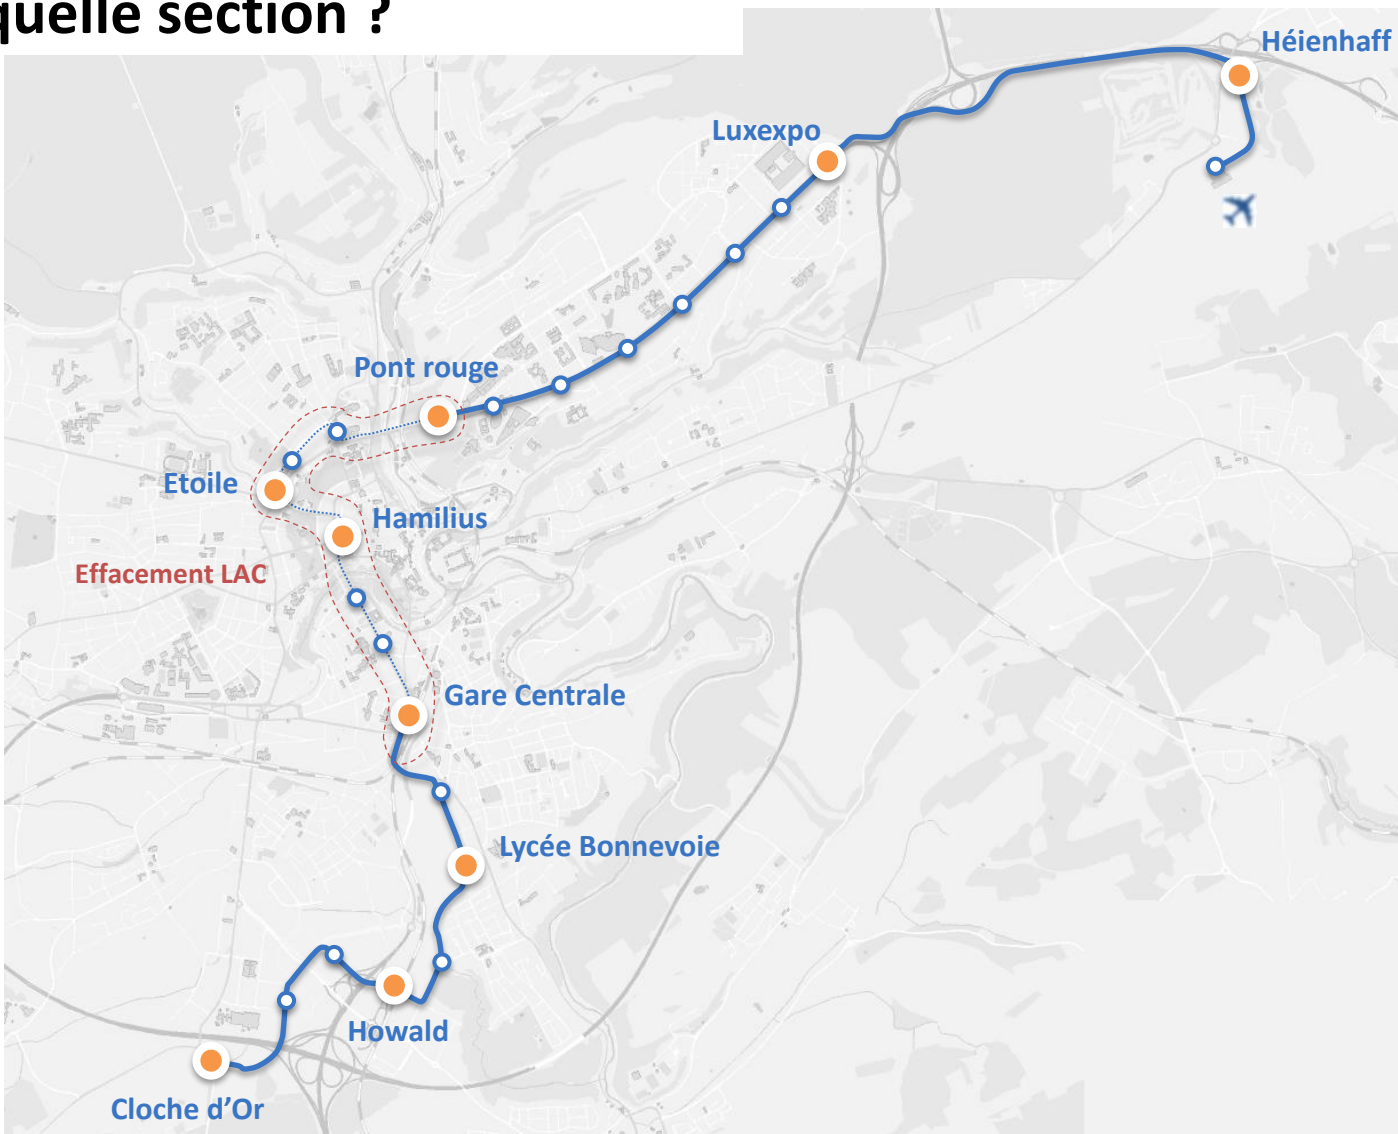 quelle section ?
Héienhaff
Luxexpo
Pont rouge
Etoile
Hamilius
Effacement LAC
Gare Centrale
Lycée Bonnevoie
Howald
Cloche d’Or